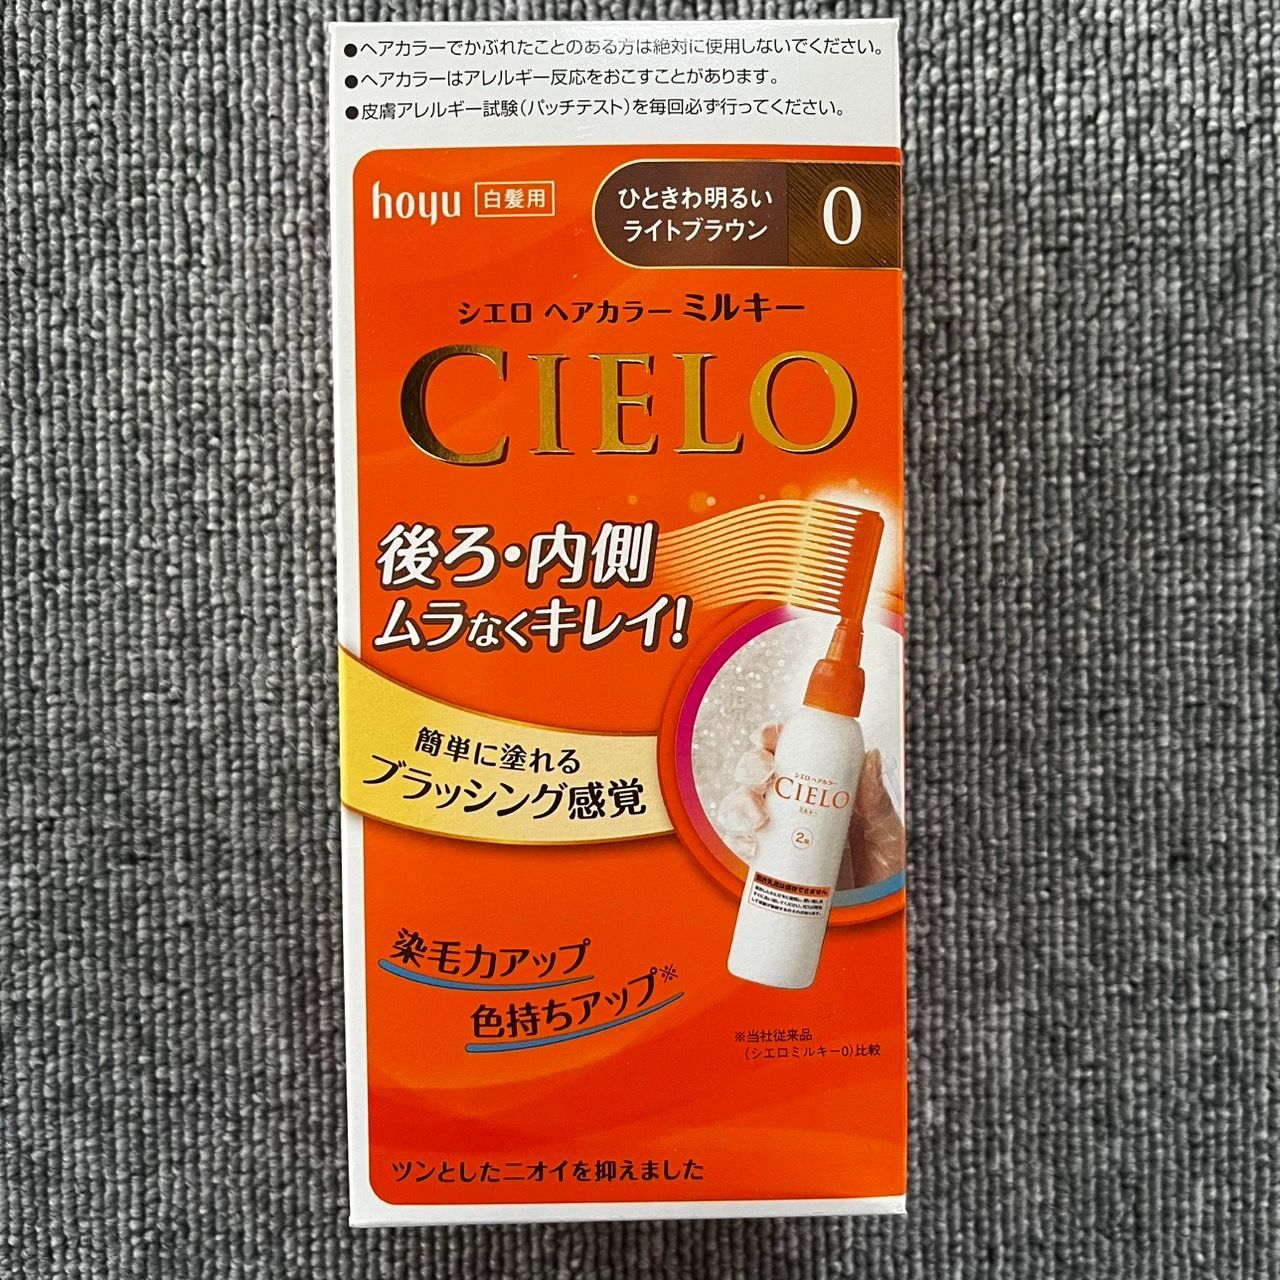 ●ヘアカラーでかぶれたことのある方は絶対に使用しないでください。
●ヘアカラーはアレルギー反応をおこすことがあります。
●皮膚アレルギー試験(パッチテスト)を毎回必ず行ってください。
hoyu 白髪用
ひときわ明るい
ライトブラウン
0
シエロ ヘアカラー ミルキー
CIELO
後ろ・内側
ムラなくキレイ!
簡単に塗れる
ブラッシング感覚
シエロ ヘアカラー
CIELO
ミルキー
2剤
染毛力アップ
色持ちアップ※
※当社従来品
(シエロミルキー0)比較
ツンとしたニオイを抑えました